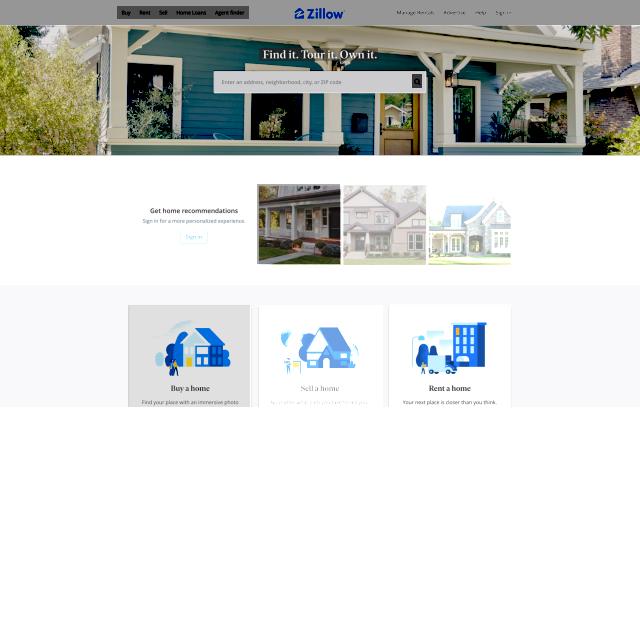 Buy Rent Sell Home Loans Agent finder Zillow Manage Rentals Advertise Help Sign In
Find it. Tour it. Own it.
Enter an address, neighborhood, city, or ZIP code
Get home recommendations
Sign in for a more personalized experience.
Sign in
Buy a home Sell a home Rent a home
Find your place with an immersive photo
Your next place is closer than you think.